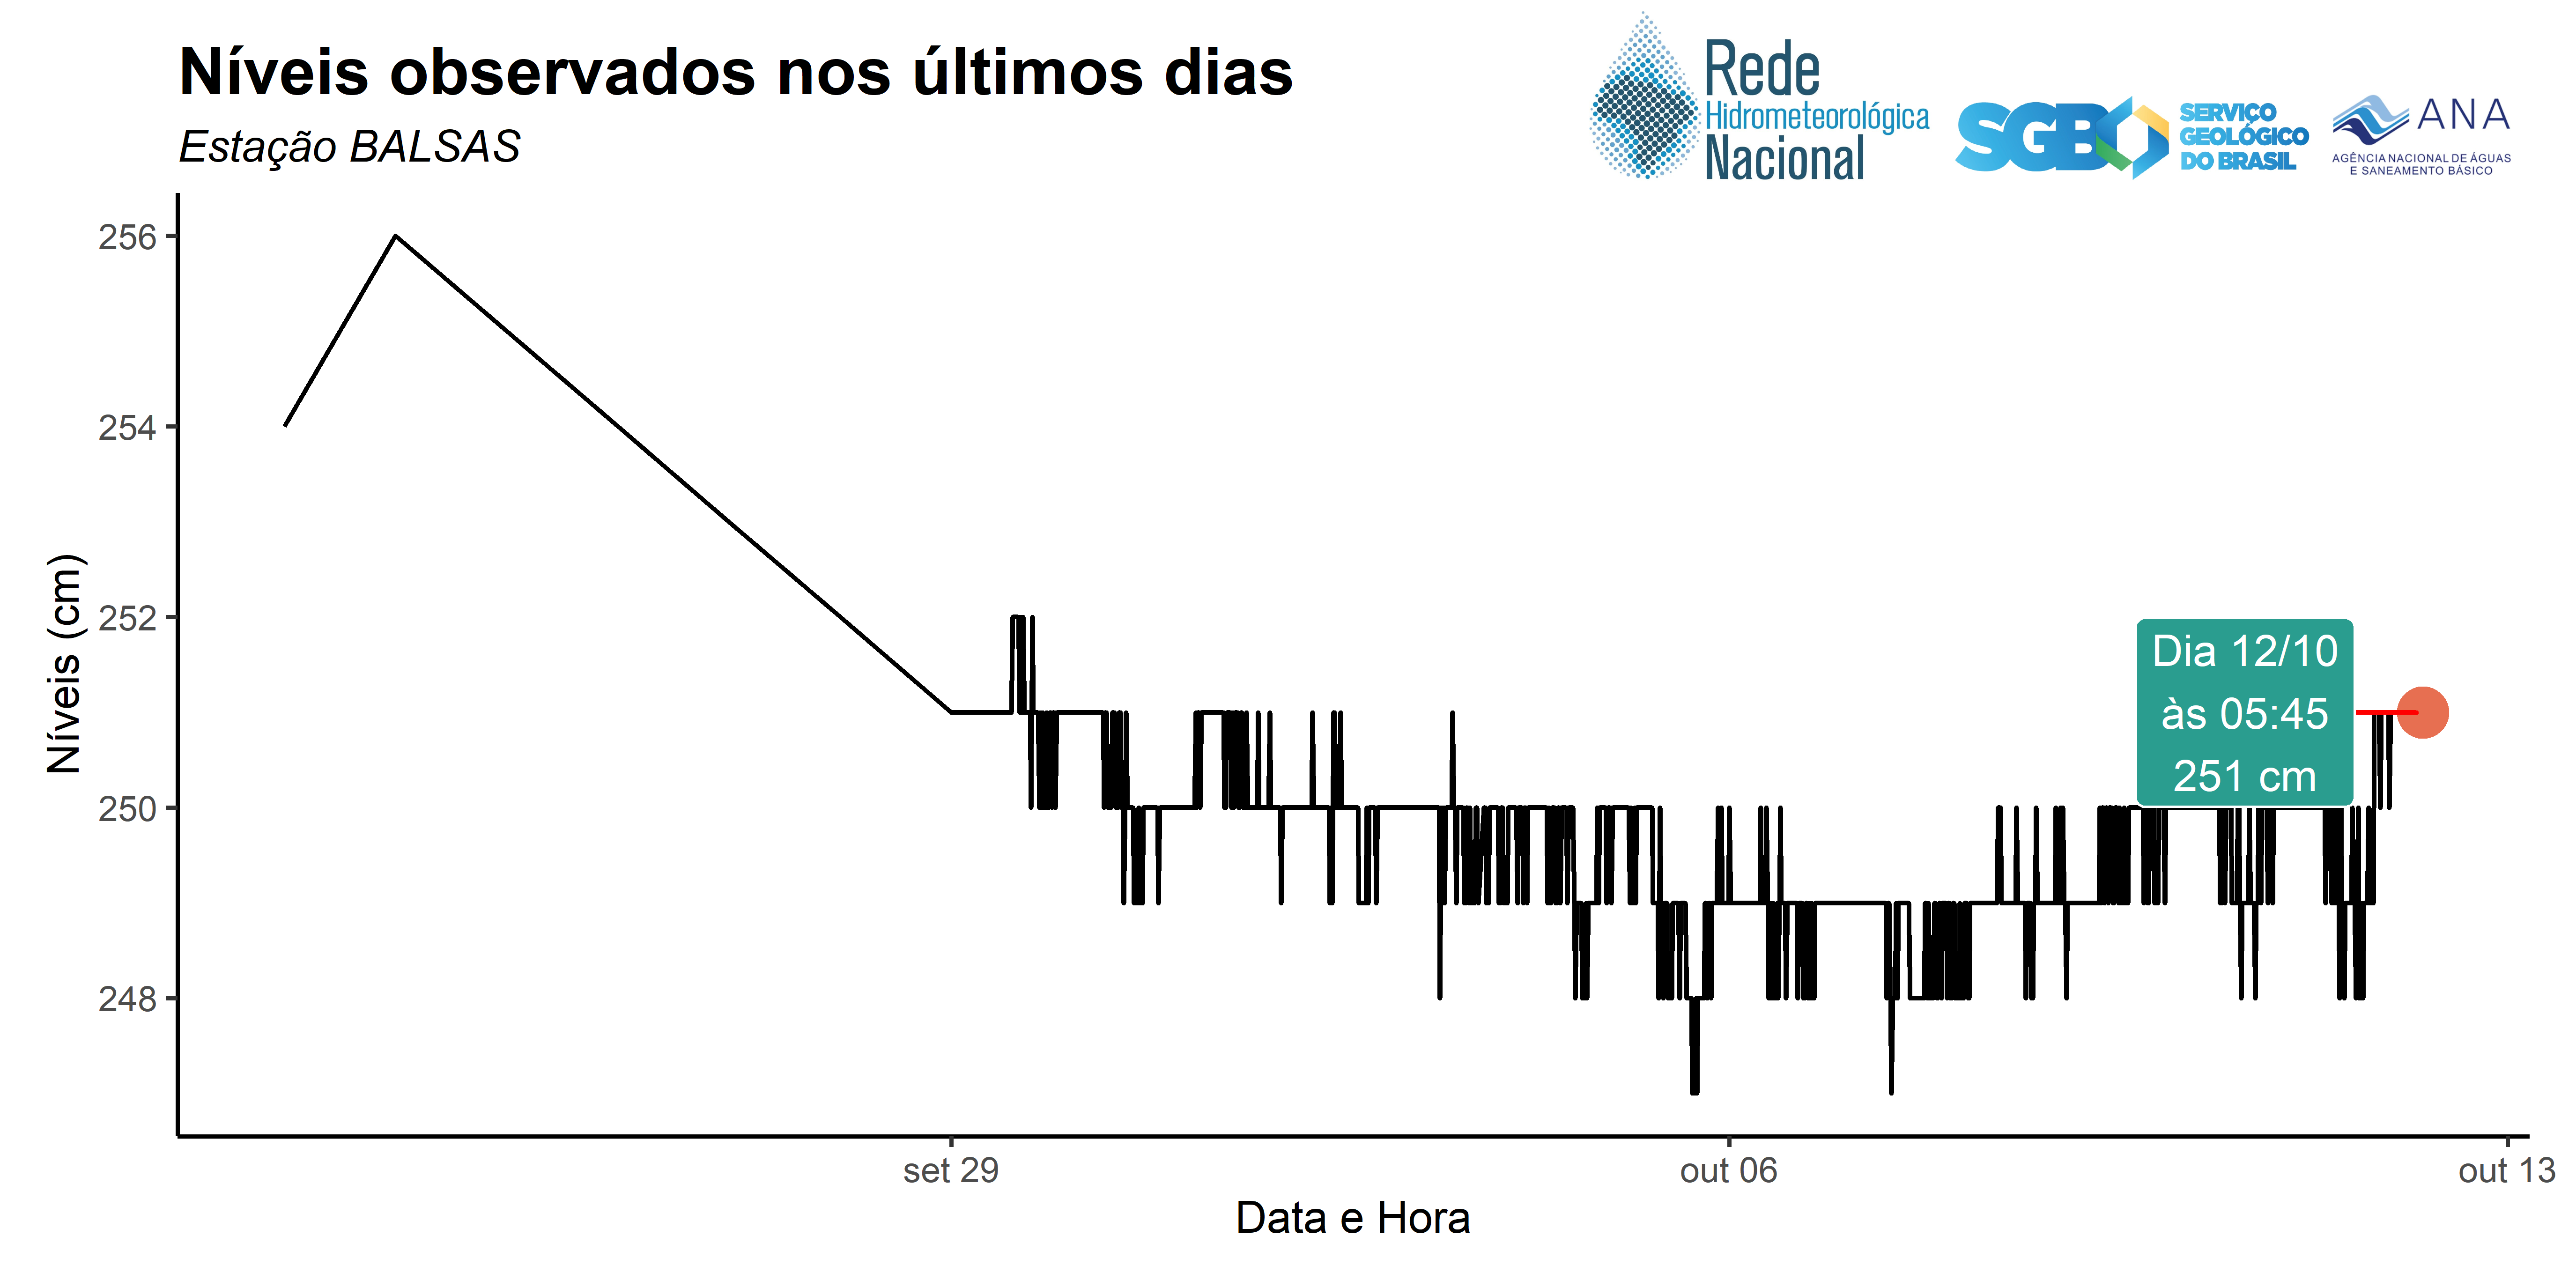 Níveis observados nos últimos dias
Estação BALSAS
Rede
Hidrometeorológica
Nacional
SGB
SERVIÇO
GEOLÓGICO
DO BRASIL
ANA
AGÊNCIA NACIONAL DE ÁGUAS
E SANEAMENTO BÁSICO
Níveis (cm)
256
254
252
250
248
Dia 12/10
às 05:45
251 cm
set 29
out 06
out 13
Data e Hora